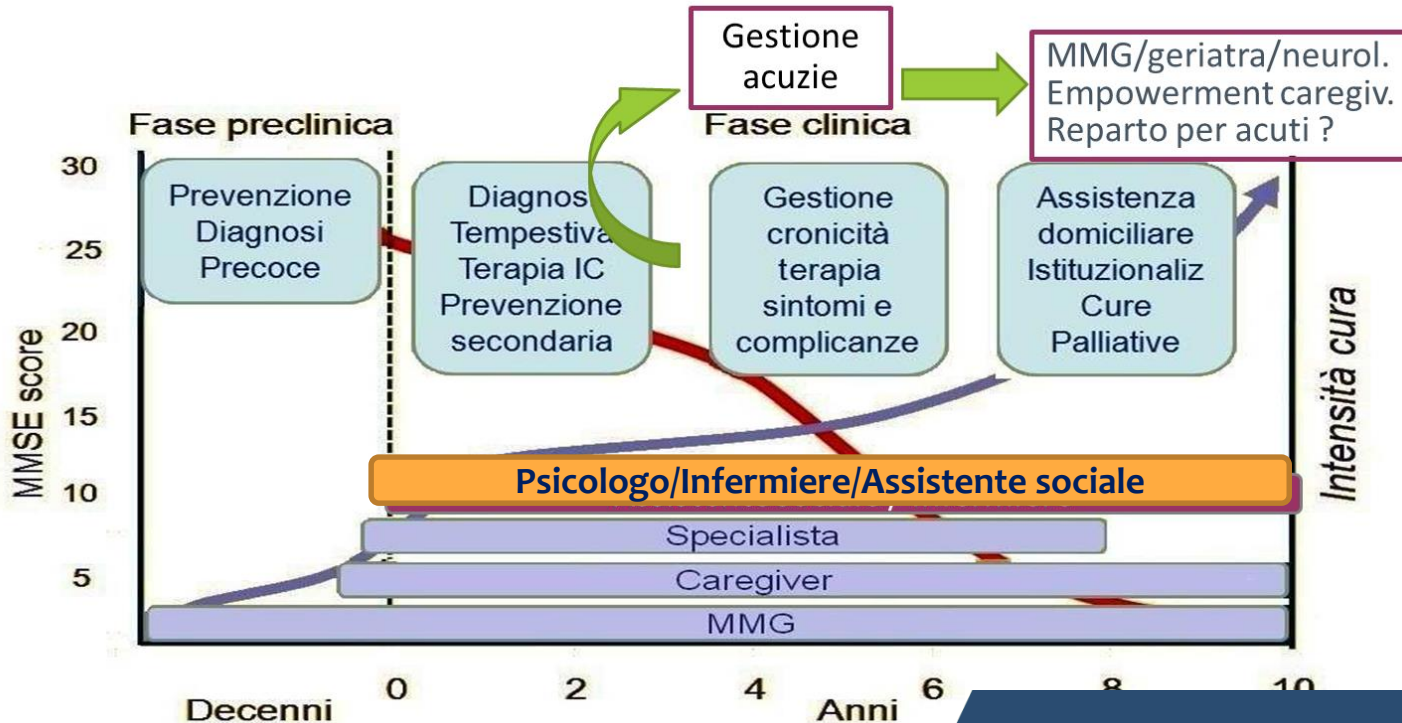 Gestione
acuzie
MMG/geriatra/neurol.
Empowerment caregiv.
Reparto per acuti ?
Fase preclinica
Fase clinica
30
25
20
15
10
5
MMSE score
Prevenzione
Diagnosi
Precoce
Diagnosi
Tempestiva
Terapia IC
Prevenzione
secondaria
Gestione
cronicità
terapia
sintomi e
complicanze
Assistenza
domiciliare
Istituzionaliz
Cure
Palliative
Intensità cura
Psicologo/Infermiere/Assistente sociale
Specialista
Caregiver
MMG
0 2 4 6 8 10
Decenni Anni